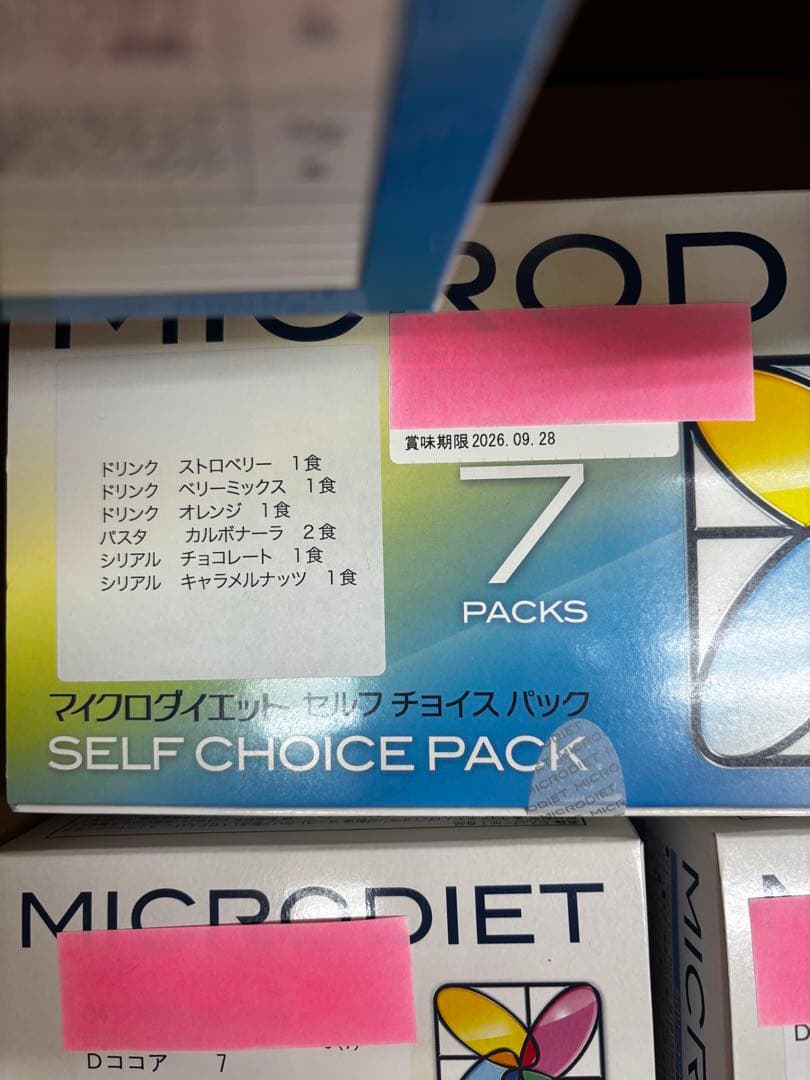 MICROD
賞味期限 2026.09.28
ドリンク ストロベリー 1食
ドリンク ベリーミックス 1食
ドリンク オレンジ 1食
パスタ カルボナーラ 2食
シリアル チョコレート 1食
シリアル キャラメルナッツ 1食
7
PACKS
マイクロダイエット セルフ チョイス パック
SELF CHOICE PACK
MICRODIET MICRO
MICRODIET
MICRODIET
Dココア 7
MICR
D